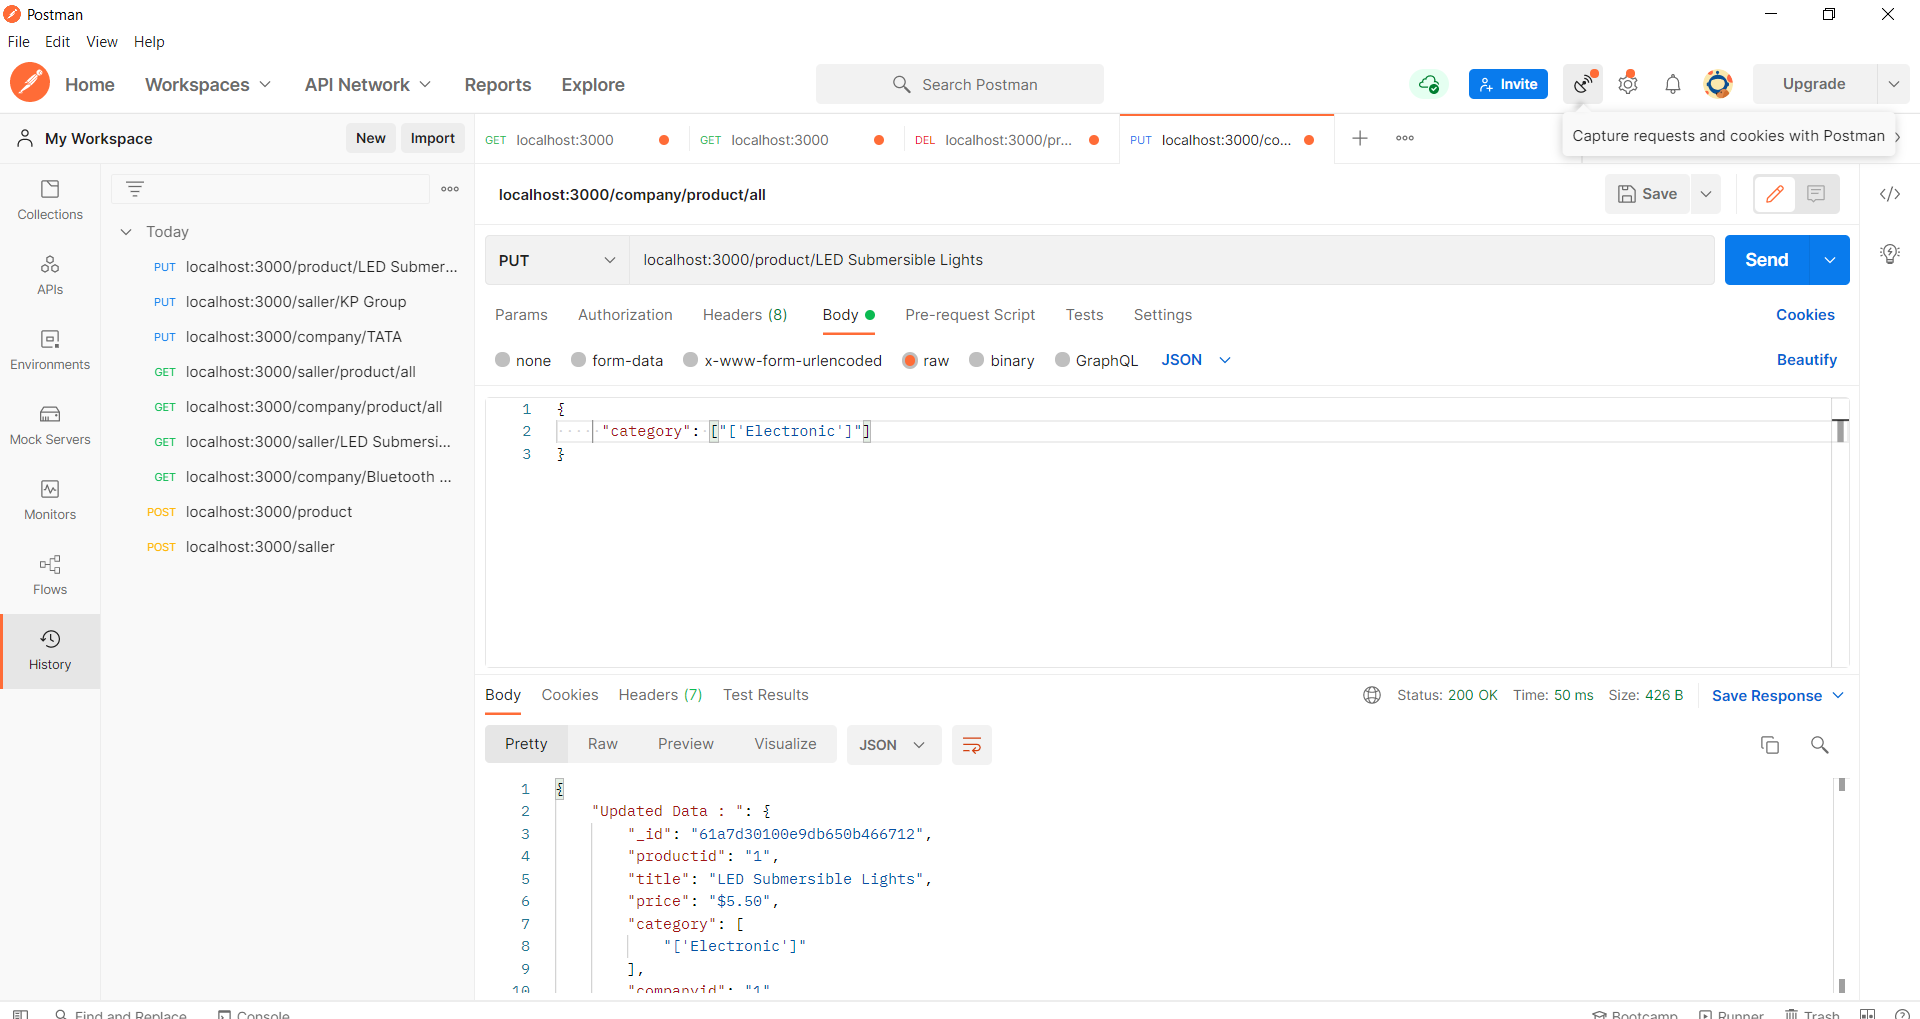 Postman
File Edit View Help
Home Workspaces API Network Reports Explore Search Postman Invite Upgrade
Capture requests and cookies with Postman
My Workspace New Import
GET localhost:3000 GET localhost:3000 DEL localhost:3000/pr... PUT localhost:3000/co...
Collections
APIs
Environments
Mock Servers
Monitors
Flows
History
Today
PUT localhost:3000/product/LED Submer...
PUT localhost:3000/saller/KP Group
PUT localhost:3000/company/TATA
GET localhost:3000/saller/product/all
GET localhost:3000/company/product/all
GET localhost:3000/saller/LED Submersi...
GET localhost:3000/company/Bluetooth ...
POST localhost:3000/product
POST localhost:3000/saller
localhost:3000/company/product/all Save
PUT localhost:3000/product/LED Submersible Lights Send
Params Authorization Headers (8) Body Pre-request Script Tests Settings Cookies
none form-data x-www-form-urlencoded raw binary GraphQL JSON Beautify
1 {
2 "category": ["['Electronic']"]
3 }
Body Cookies Headers (7) Test Results Status: 200 OK Time: 50 ms Size: 426 B Save Response
Pretty Raw Preview Visualize JSON
1 {
2 "Updated Data : ": {
3 "_id": "61a7d30100e9db650b466712",
4 "productid": "1",
5 "title": "LED Submersible Lights",
6 "price": "$5.50",
7 "category": [
8 "['Electronic']"
9 ],
10 "companyid": "1"
Find and Replace Console Bootcamp Runner Trash